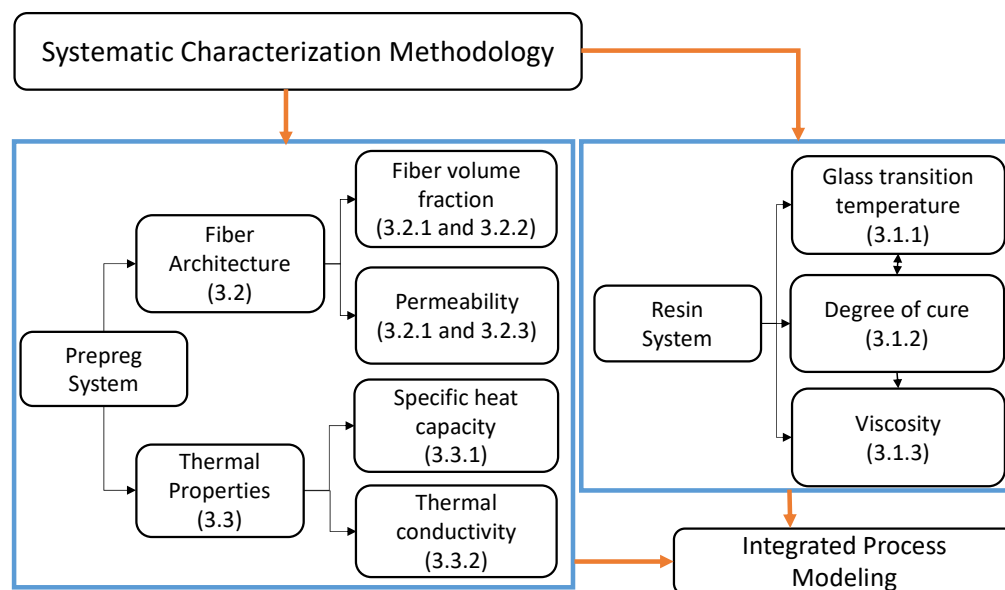 Systematic Characterization Methodology
Prepreg
System
Fiber
Architecture
(3.2)
Fiber volume
fraction
(3.2.1 and 3.2.2)
Permeability
(3.2.1 and 3.2.3)
Thermal
Properties
(3.3)
Specific heat
capacity
(3.3.1)
Thermal
conductivity
(3.3.2)
Resin
System
Glass transition
temperature
(3.1.1)
Degree of cure
(3.1.2)
Viscosity
(3.1.3)
Integrated Process
Modeling